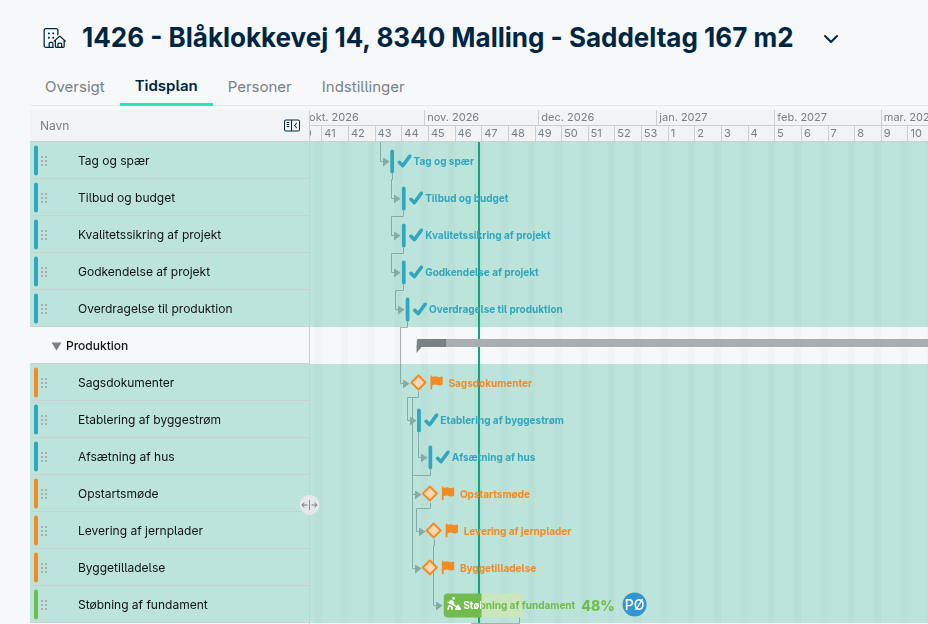 1426 - Blåklokkevej 14, 8340 Malling - Saddeltag 167 m2
Oversigt Tidsplan Personer Indstillinger
Navn
okt. 2026 nov. 2026 dec. 2026 jan. 2027 feb. 2027 mar. 202
41 42 43 44 45 46 47 48 49 50 51 52 53 1 2 3 4 5 6 7 8 9 10
Tag og spær Tag og spær
Tilbud og budget Tilbud og budget
Kvalitetssikring af projekt Kvalitetssikring af projekt
Godkendelse af projekt Godkendelse af projekt
Overdragelse til produktion Overdragelse til produktion
Produktion
Sagsdokumenter Sagsdokumenter
Etablering af byggestrøm Etablering af byggestrøm
Afsætning af hus Afsætning af hus
Opstartsmøde Opstartsmøde
Levering af jernplader Levering af jernplader
Byggetilladelse Byggetilladelse
Støbning af fundament Støbning af fundament 48% PØ